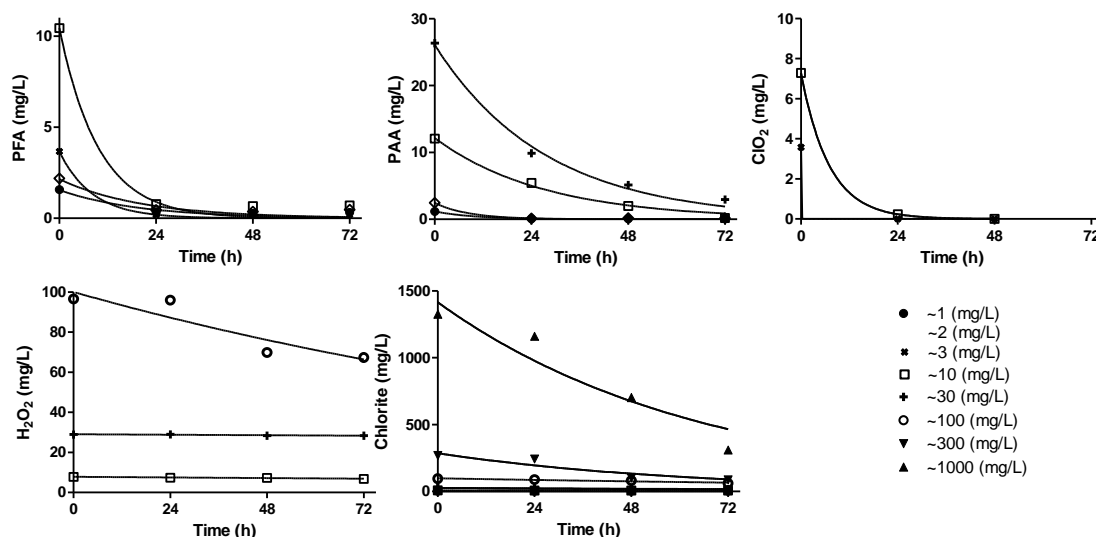 PFA (mg/L)
10
5
0
0 24 48 72
Time (h)
PAA (mg/L)
30
20
10
0
0 24 48 72
Time (h)
ClO₂ (mg/L)
8
6
4
2
0
0 24 48 72
Time (h)
H₂O₂ (mg/L)
100
80
60
40
20
0
0 24 48 72
Time (h)
Chlorite (mg/L)
1500
1000
500
0
0 24 48 72
Time (h)
~1 (mg/L)
~2 (mg/L)
~3 (mg/L)
~10 (mg/L)
~30 (mg/L)
~100 (mg/L)
~300 (mg/L)
~1000 (mg/L)